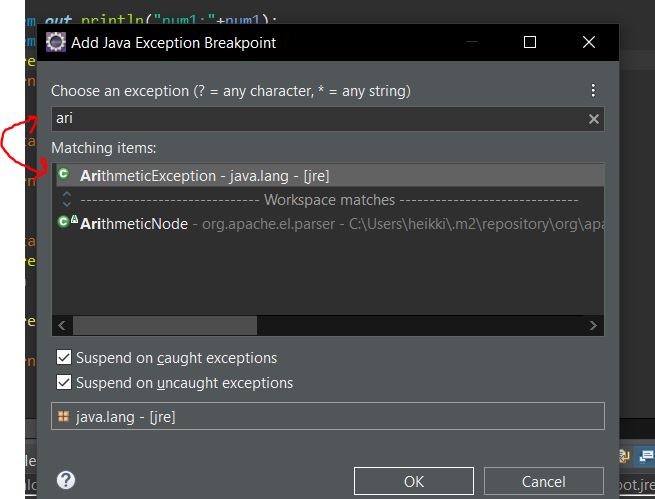 out println("num1:"+num1);
Add Java Exception Breakpoint
Choose an exception (? = any character, * = any string)
ari
Matching items:
ArithmeticException - java.lang - [jre]
Workspace matches
ArithmeticNode - org.apache.el.parser - C:\Users\heikki\.m2\repository\org\apa
Suspend on caught exceptions
Suspend on uncaught exceptions
java.lang - [jre]
OK
Cancel